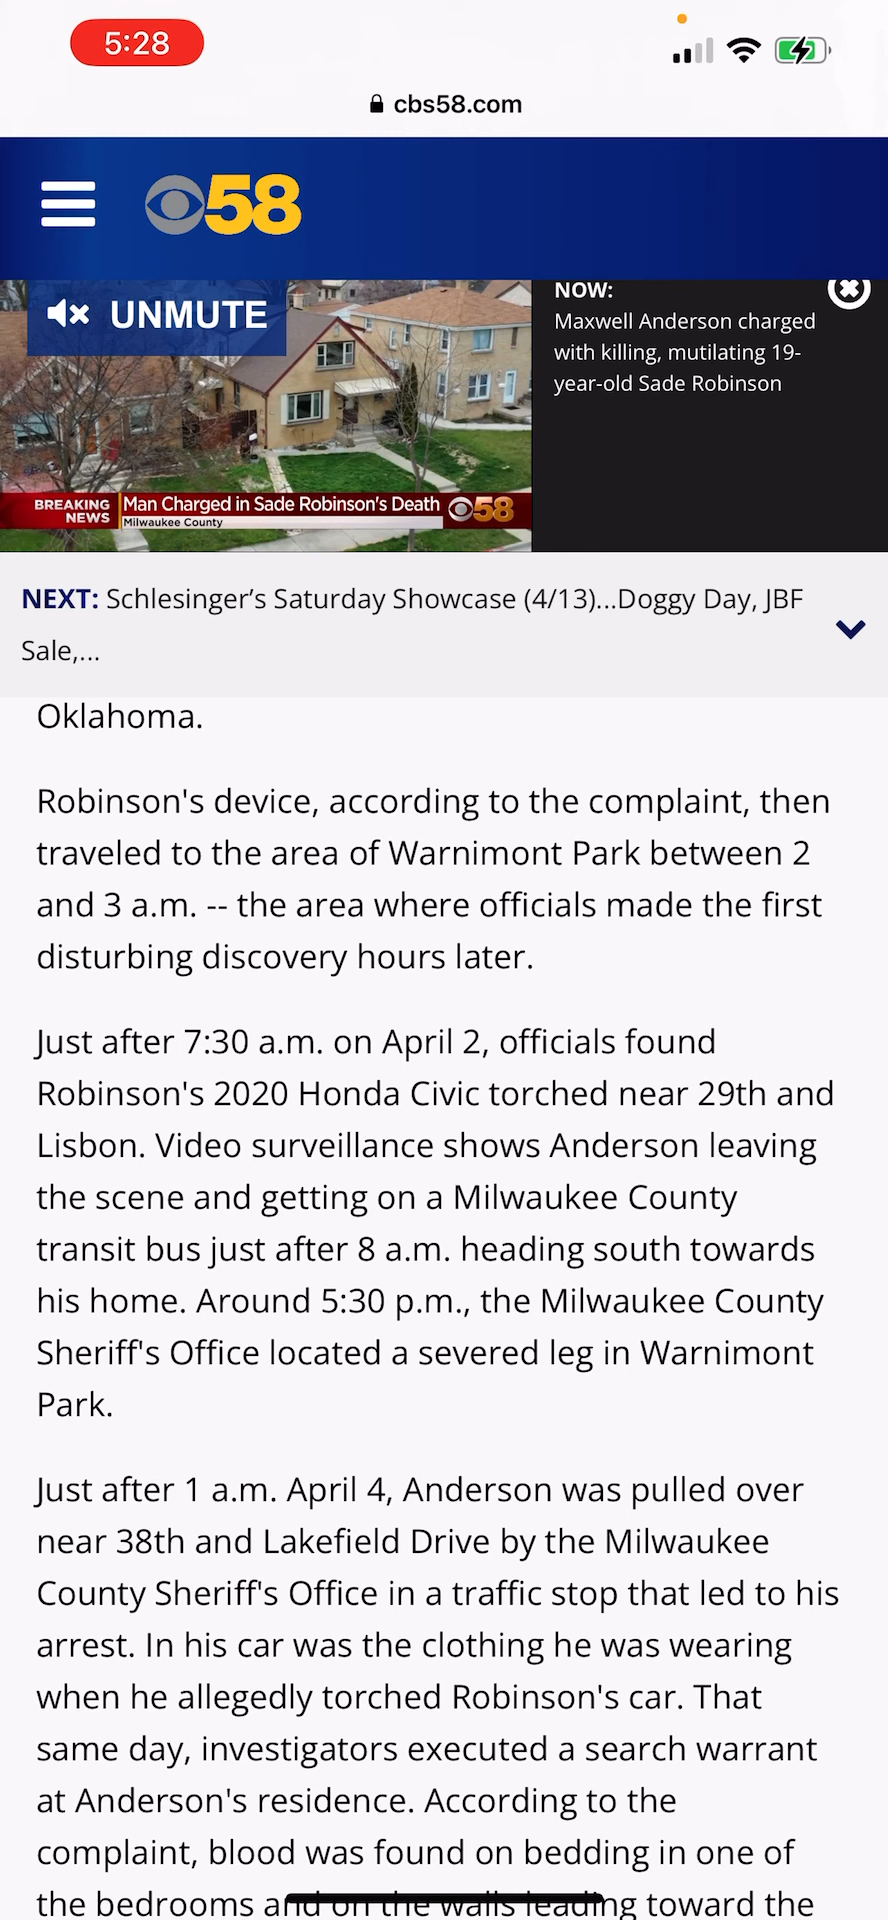 5:28
cbs58.com
58
UNMUTE
NOW:
Maxwell Anderson charged
with killing, mutilating 19-
year-old Sade Robinson
BREAKING
NEWS
Man Charged in Sade Robinson's Death
58
Milwaukee County
NEXT: Schlesinger’s Saturday Showcase (4/13)...Doggy Day, JBF
Sale,...
Oklahoma.
Robinson's device, according to the complaint, then
traveled to the area of Warnimont Park between 2
and 3 a.m. -- the area where officials made the first
disturbing discovery hours later.
Just after 7:30 a.m. on April 2, officials found
Robinson's 2020 Honda Civic torched near 29th and
Lisbon. Video surveillance shows Anderson leaving
the scene and getting on a Milwaukee County
transit bus just after 8 a.m. heading south towards
his home. Around 5:30 p.m., the Milwaukee County
Sheriff's Office located a severed leg in Warnimont
Park.
Just after 1 a.m. April 4, Anderson was pulled over
near 38th and Lakefield Drive by the Milwaukee
County Sheriff's Office in a traffic stop that led to his
arrest. In his car was the clothing he was wearing
when he allegedly torched Robinson's car. That
same day, investigators executed a search warrant
at Anderson's residence. According to the
complaint, blood was found on bedding in one of
the bedrooms and on the walls leading toward the